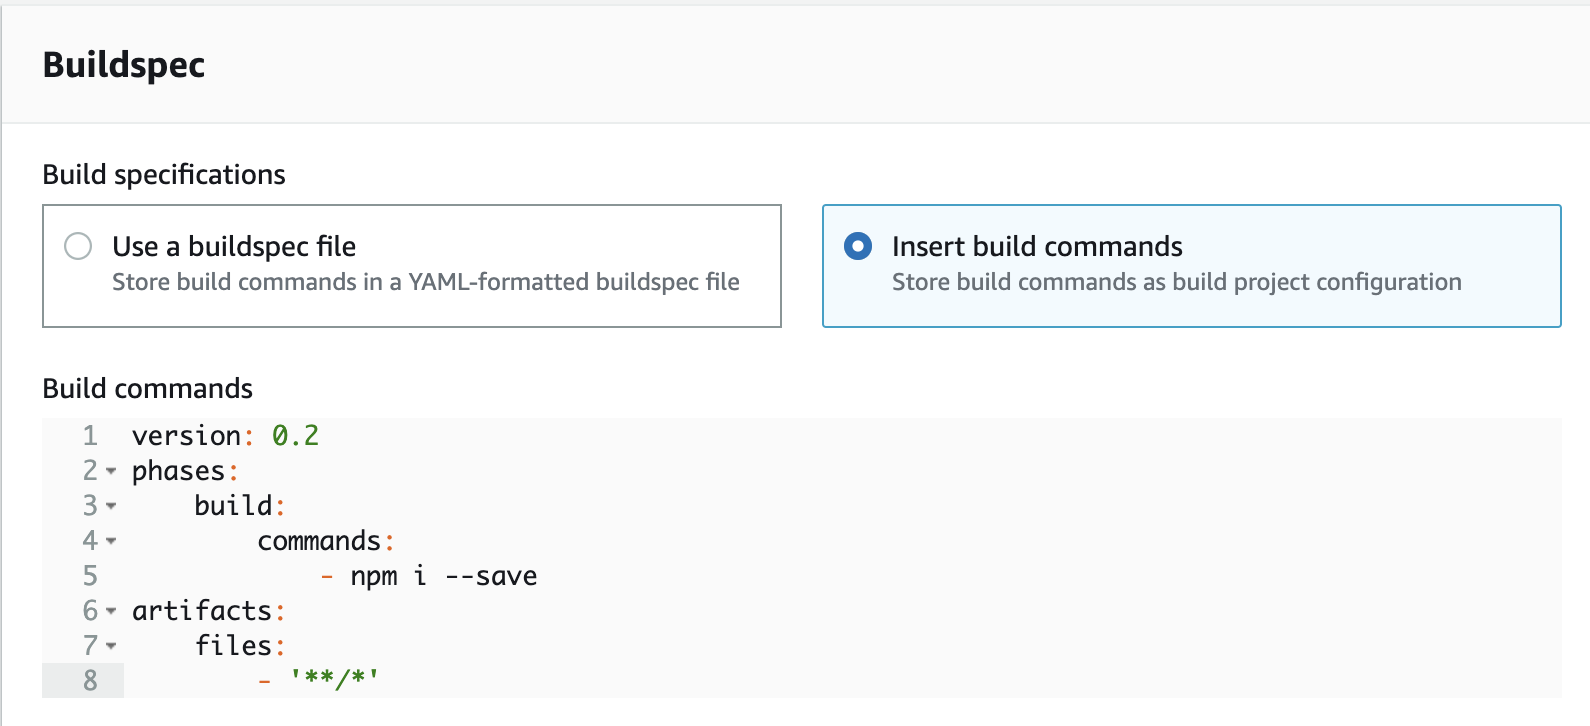 Buildspec
Build specifications
Use a buildspec file
Store build commands in a YAML-formatted buildspec file
Insert build commands
Store build commands as build project configuration
Build commands
1 version: 0.2
2 phases:
3     build:
4         commands:
5             - npm i --save
6 artifacts:
7     files:
8         - '**/*'